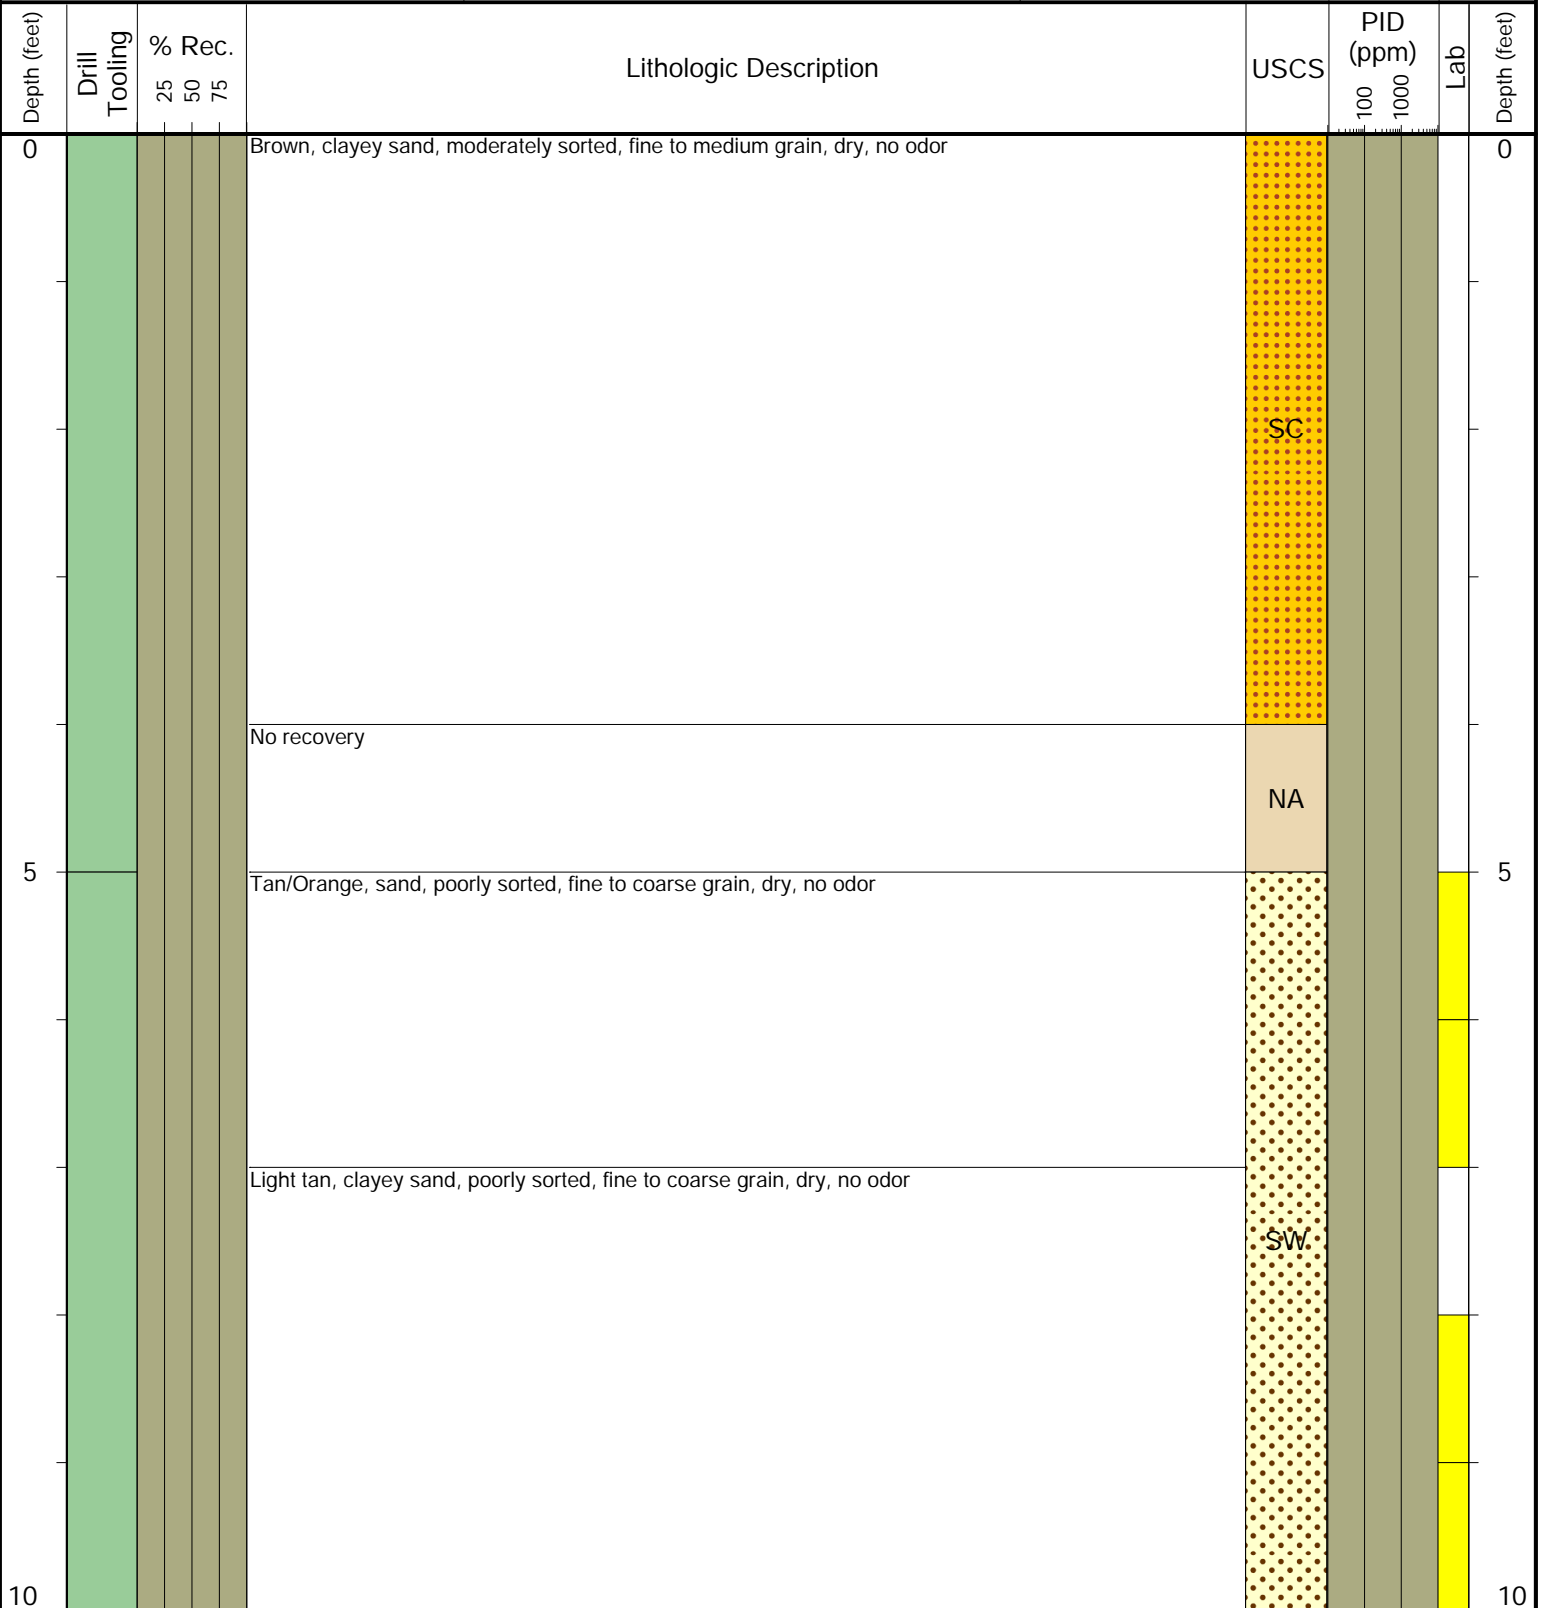 Depth (feet)
Drill
Tooling
% Rec.
25
50
75
Lithologic Description
USCS
PID
(ppm)
100
1000
Lab
Depth (feet)
0
Brown, clayey sand, moderately sorted, fine to medium grain, dry, no odor
0
SC
No recovery
NA
5
Tan/Orange, sand, poorly sorted, fine to coarse grain, dry, no odor
5
Light tan, clayey sand, poorly sorted, fine to coarse grain, dry, no odor
SW
10
10